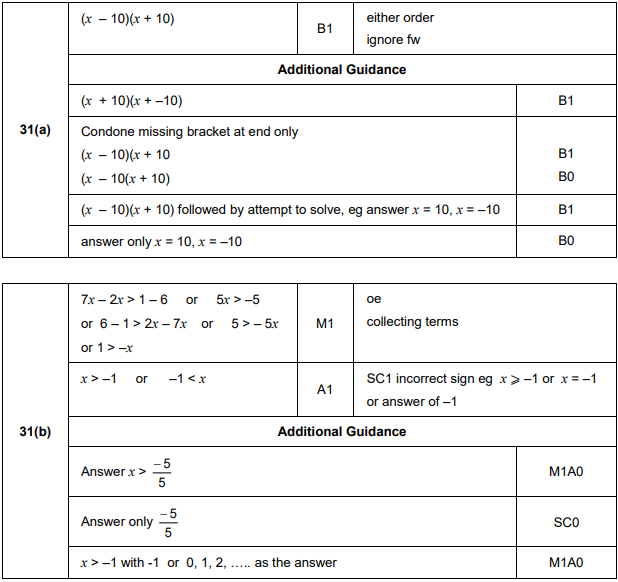 (x – 10)(x + 10)
B1
either order
ignore fw
Additional Guidance
(x + 10)(x + –10)
B1
31(a)
Condone missing bracket at end only
(x – 10)(x + 10
B1
(x – 10(x + 10)
B0
(x – 10)(x + 10) followed by attempt to solve, eg answer x = 10, x = –10
B1
answer only x = 10, x = –10
B0
7x – 2x > 1 – 6 or 5x > –5
or 6 – 1 > 2x – 7x or 5 > – 5x
or 1 > –x
M1
oe
collecting terms
x > –1 or –1 < x
A1
SC1 incorrect sign eg x ⩾ –1 or x = –1
or answer of –1
31(b)
Additional Guidance
Answer x > –5/5
M1A0
Answer only –5/5
SC0
x > –1 with -1 or 0, 1, 2, ….. as the answer
M1A0